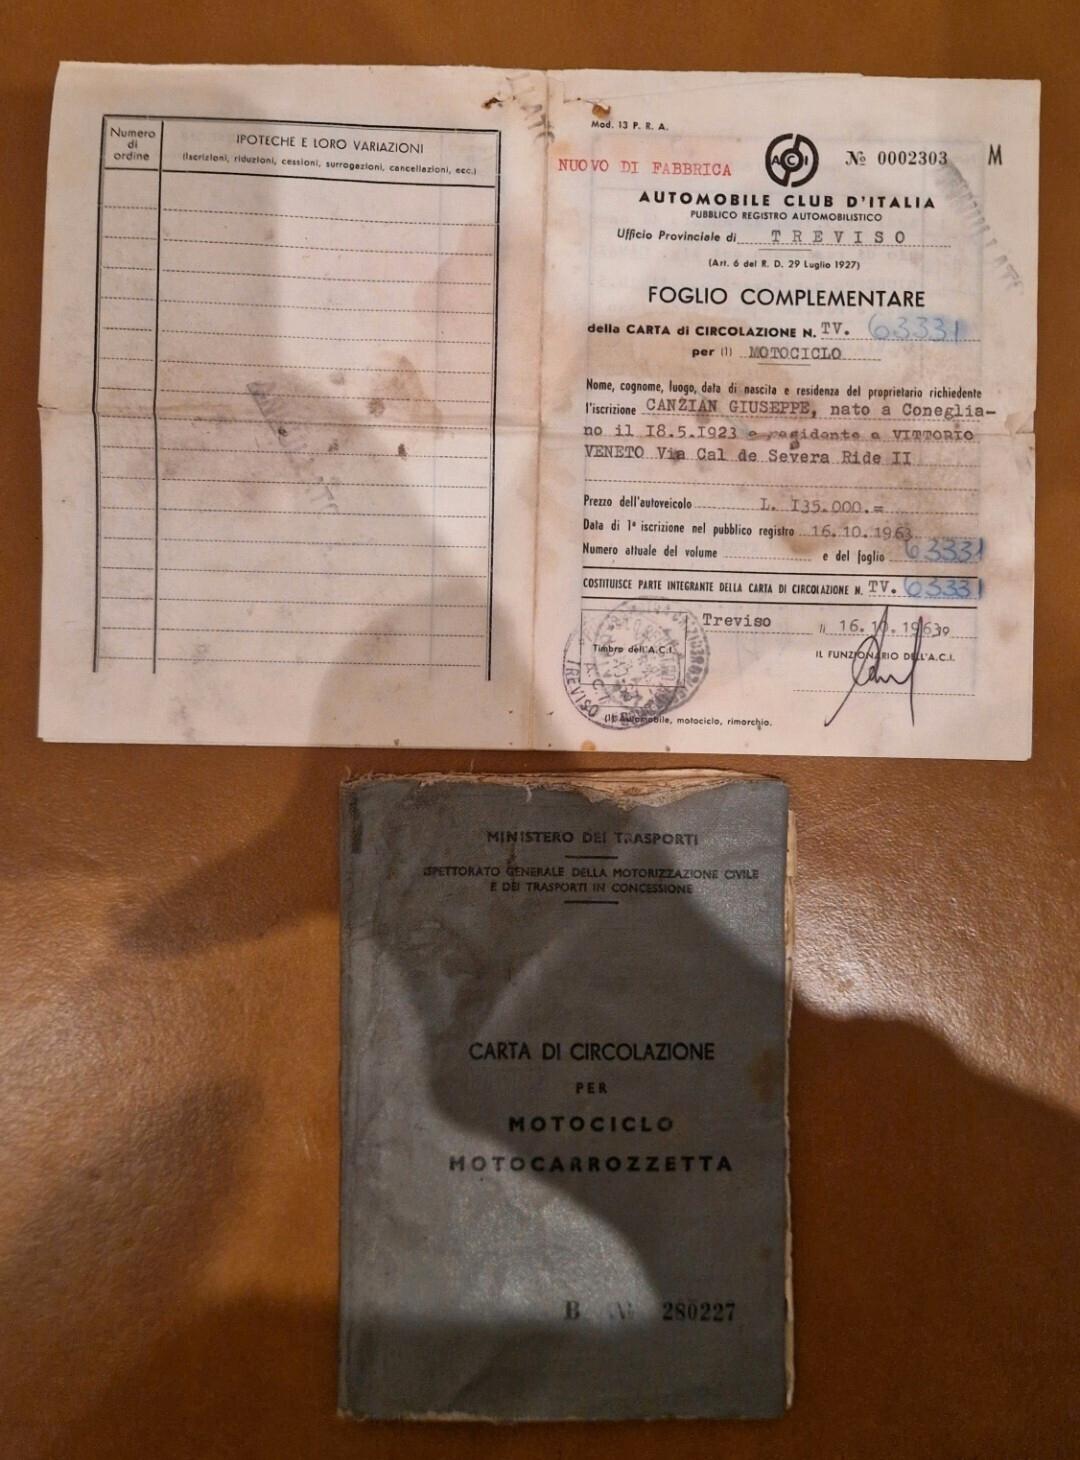 Numero di ordine
IPOTECHE E LORO VARIAZIONI
(Iscrizioni, riduzioni, cessioni, surrogazioni, cancellazioni, ecc.)
Mod. 13 P. R. A.
NUOVO DI FABBRICA
ACI
№ 0002303 M
AUTOMOBILE CLUB D'ITALIA
PUBBLICO REGISTRO AUTOMOBILISTICO
Ufficio Provinciale di TREVISO
(Art. 6 del R. D. 29 Luglio 1927)
FOGLIO COMPLEMENTARE
della CARTA di CIRCOLAZIONE N. TV. 63331
per (1) MOTOCICLO
Nome, cognome, luogo, data di nascita e residenza del proprietario richiedente
l'iscrizione CANZIAN GIUSEPPE, nato a Coneglia-
no il I8.5.I923 e residente a VITTORIO
VENETO Via Cal de Severa Ride II
Prezzo dell'autoveicolo L. I35.000.=
Data di 1ª iscrizione nel pubblico registro 16.10.1963
Numero attuale del volume e del foglio 63331
COSTITUISCE PARTE INTEGRANTE DELLA CARTA DI CIRCOLAZIONE N. TV. 63331
Treviso li 16.10.1963
Timbro dell'A.C.I.
IL FUNZIONARIO DELL'A.C.I.
TREVISO
(1) Automobile, motociclo, rimorchio.
MINISTERO DEI TRASPORTI
ISPETTORATO GENERALE DELLA MOTORIZZAZIONE CIVILE
E DEI TRASPORTI IN CONCESSIONE
CARTA DI CIRCOLAZIONE
PER
MOTOCICLO
MOTOCARROZZETTA
B № 280227